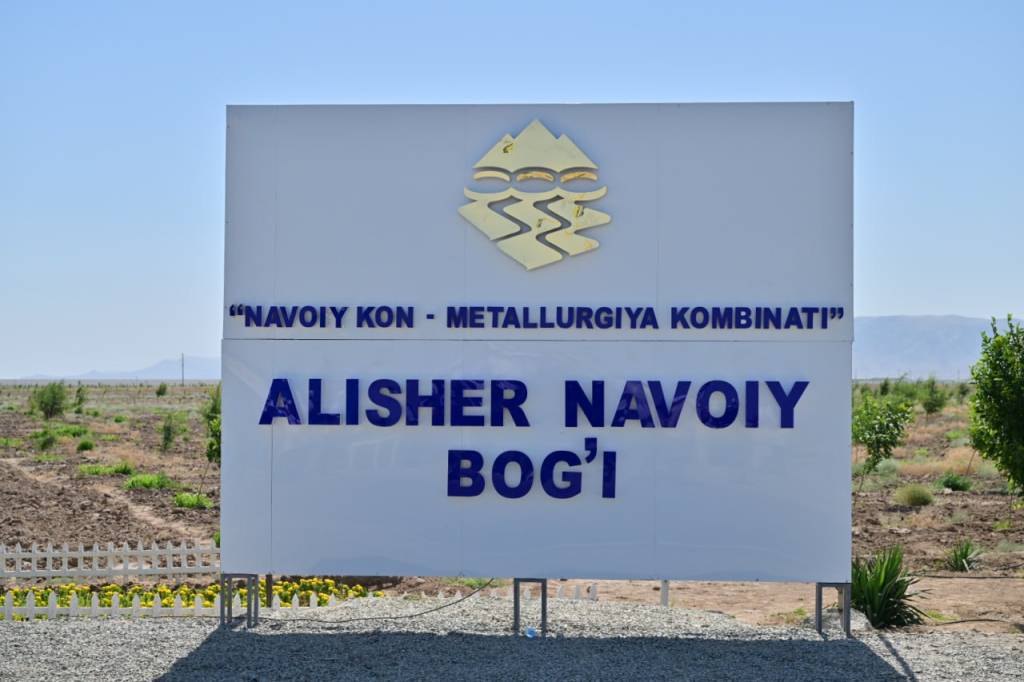 “NAVOIY KON - METALLURGIYA KOMBINATI”
ALISHER NAVOIY
BOG’I